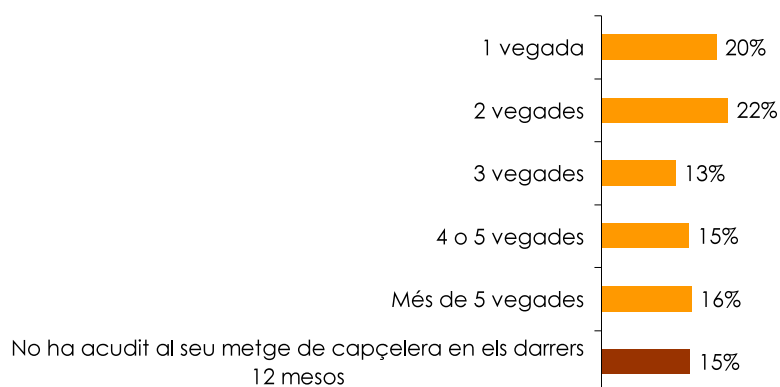 1 vegada 20%
2 vegades 22%
3 vegades 13%
4 o 5 vegades 15%
Més de 5 vegades 16%
No ha acudit al seu metge de capçelera en els darrers
12 mesos 15%